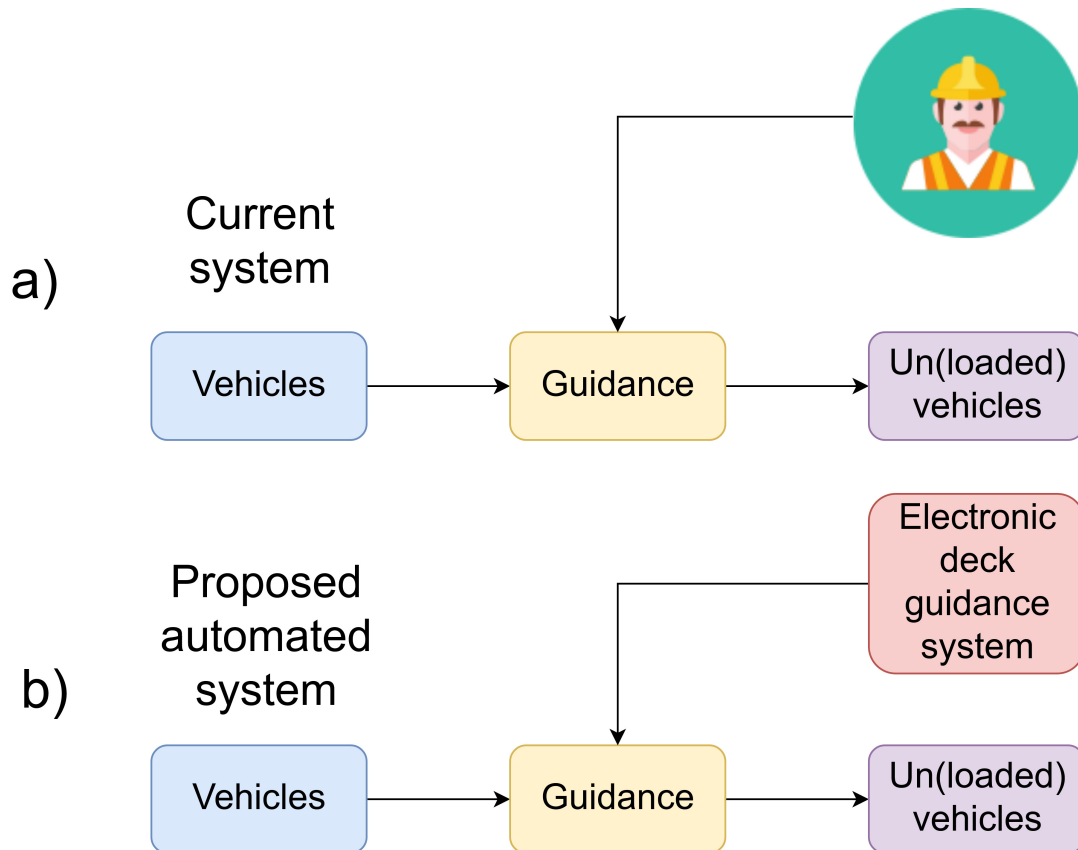 Current
system
a)
Vehicles
Guidance
Un(loaded)
vehicles
Electronic
deck
guidance
system
Proposed
automated
system
b)
Vehicles
Guidance
Un(loaded)
vehicles